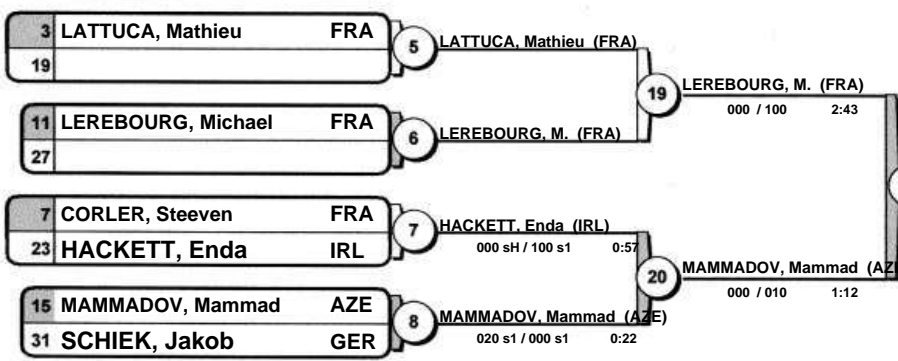 3 LATTUCA, Mathieu FRA
19
5
LATTUCA, Mathieu (FRA)
11 LEREBOURG, Michael FRA
27
6
LEREBOURG, M. (FRA)
19
LEREBOURG, M. (FRA)
000 / 100 2:43
7 CORLER, Steeven FRA
23 HACKETT, Enda IRL
7
HACKETT, Enda (IRL)
000 sH / 100 s1 0:57
15 MAMMADOV, Mammad AZE
31 SCHIEK, Jakob GER
8
MAMMADOV, Mammad (AZE)
020 s1 / 000 s1 0:22
20
MAMMADOV, Mammad (AZE
000 / 010 1:12